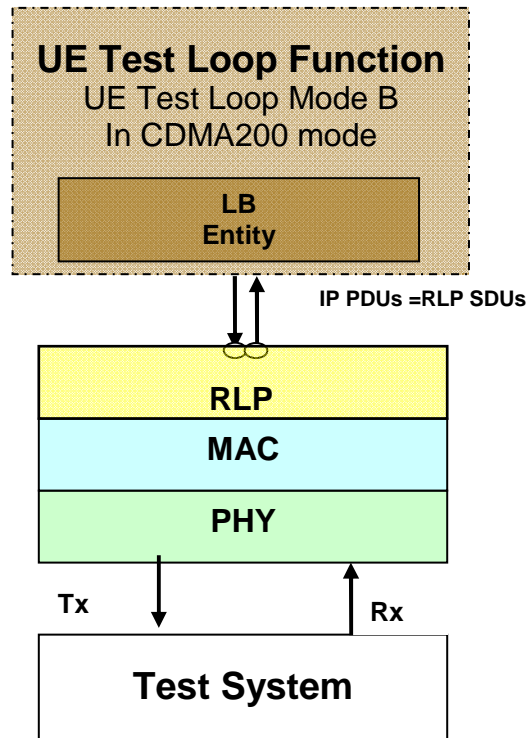 UE Test Loop Function
UE Test Loop Mode B
In CDMA200 mode
LB
Entity
IP PDUs =RLP SDUs
RLP
MAC
PHY
Tx
Rx
Test System